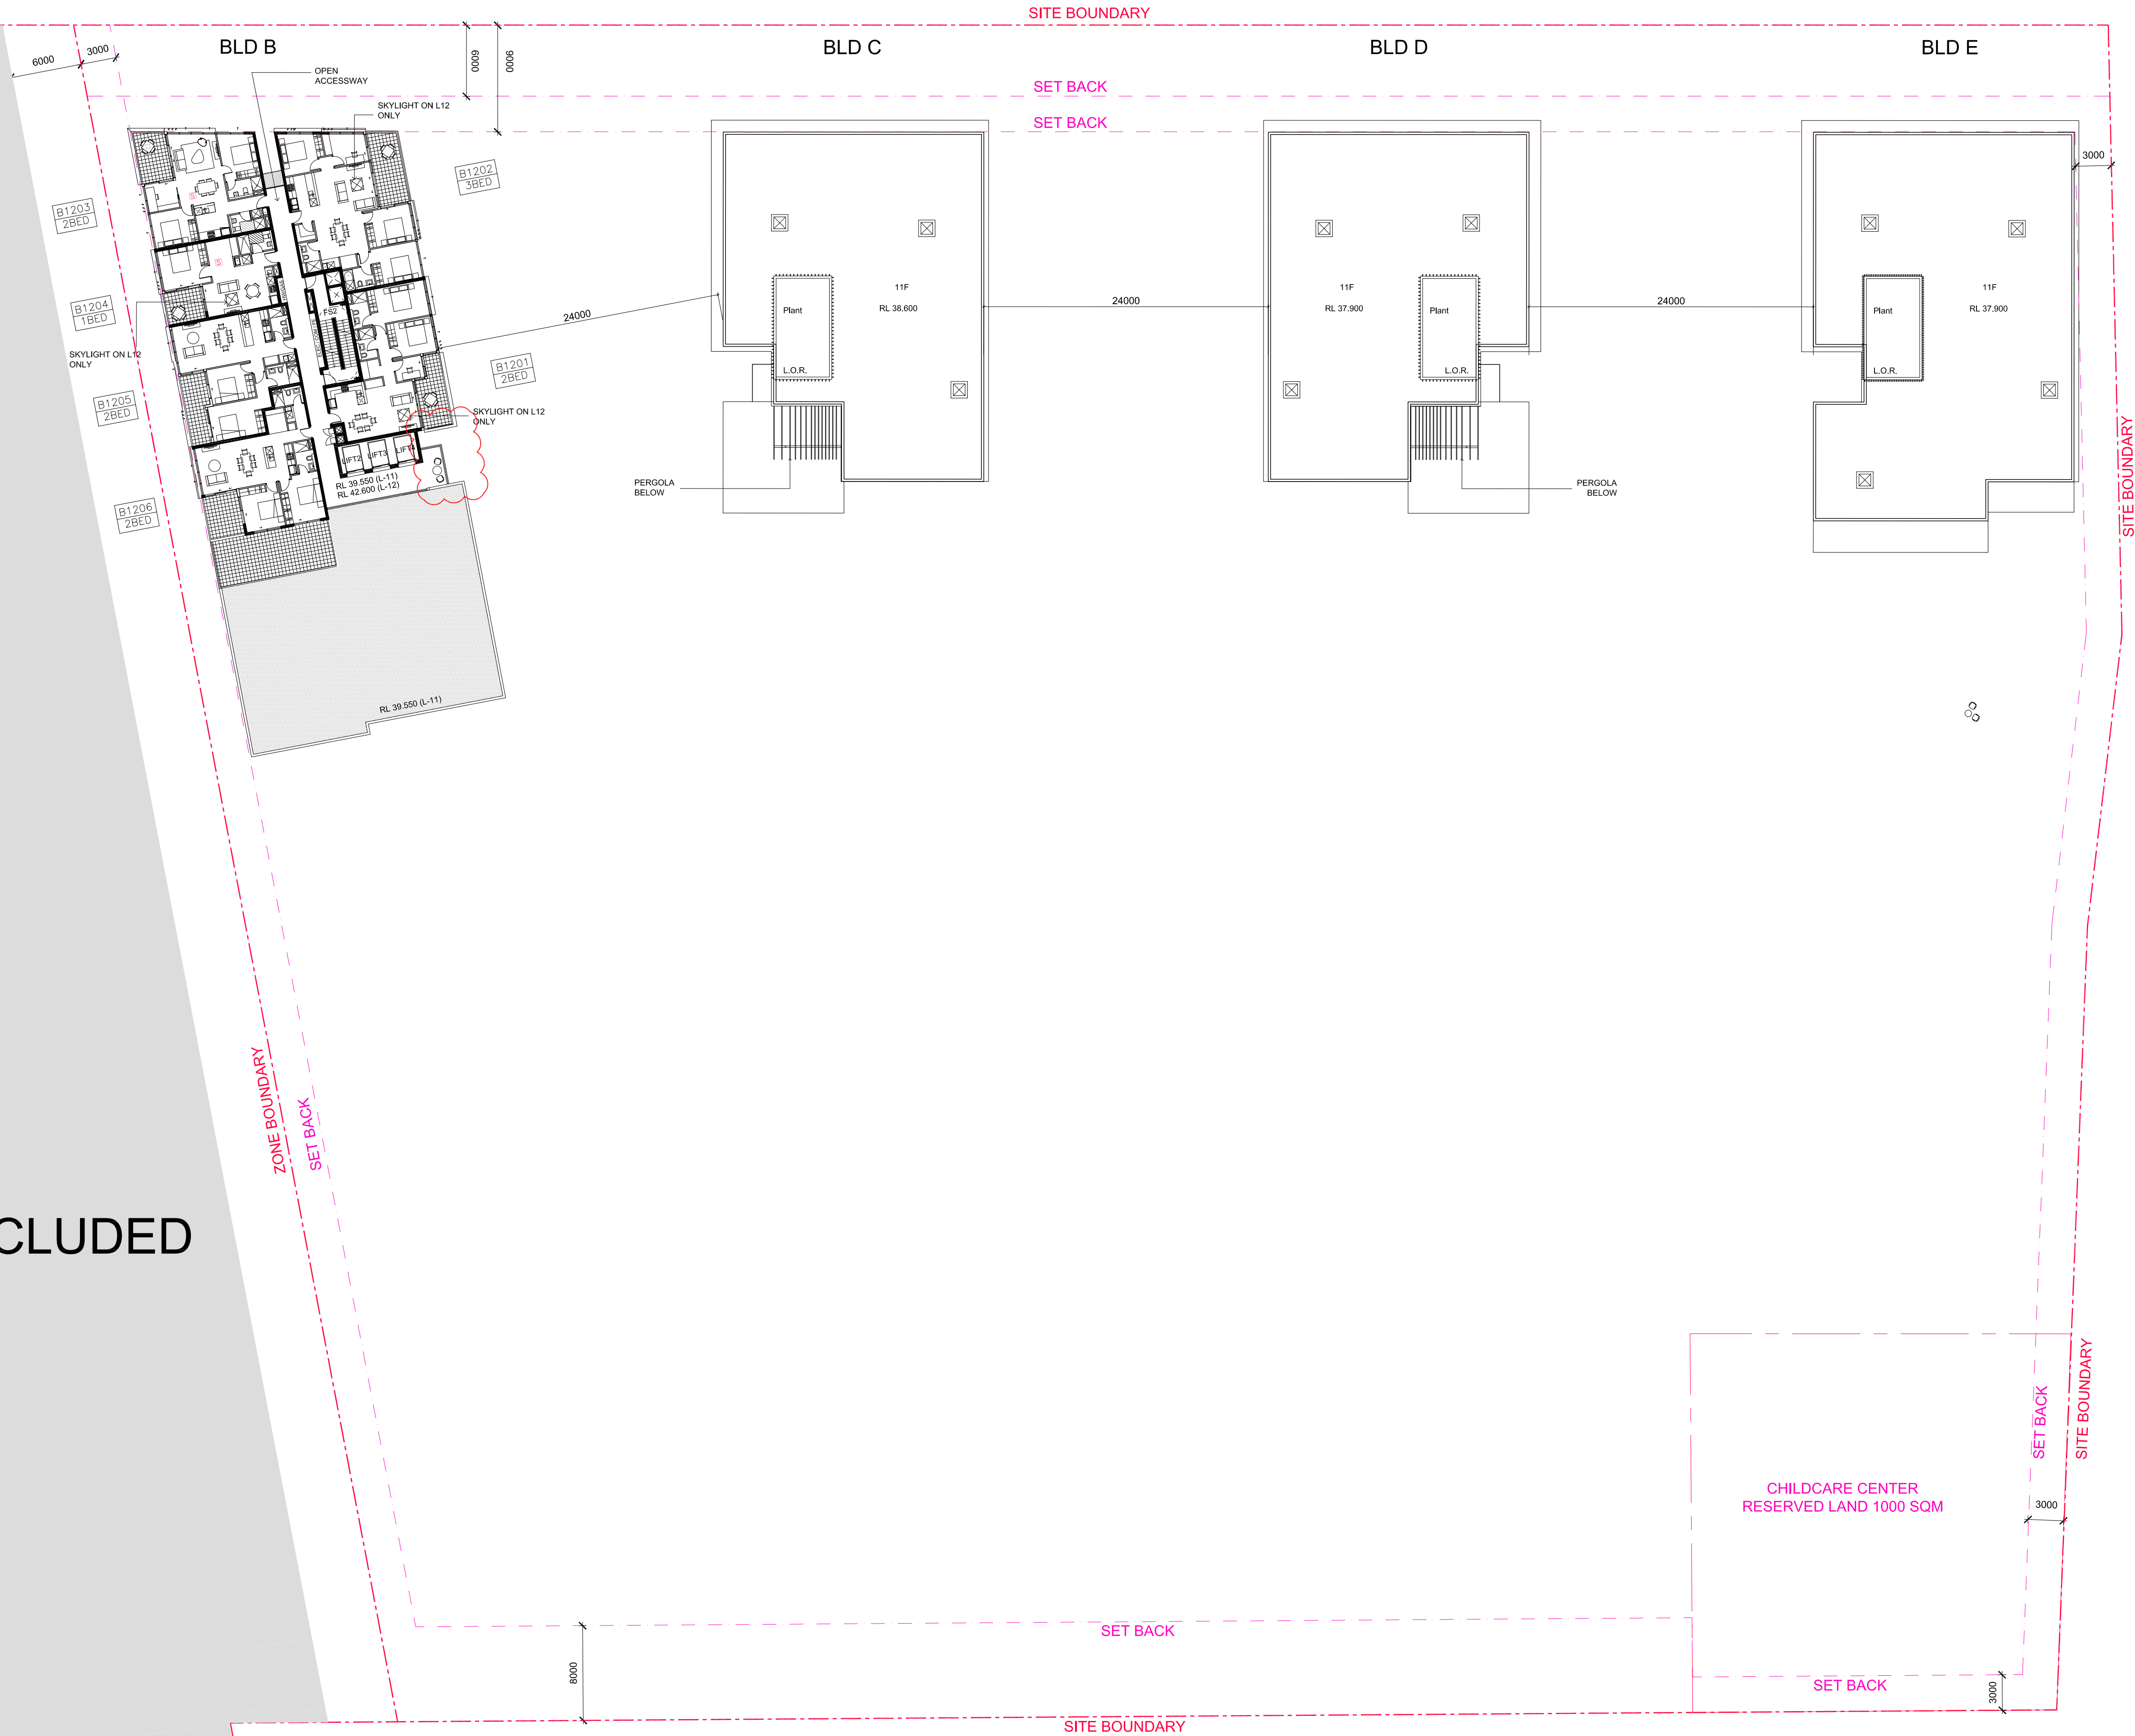 SITE BOUNDARY
BLD B
BLD C
BLD D
BLD E
6000
3000
OPEN
ACCESSWAY
6000
9000
SET BACK
SKYLIGHT ON L12
ONLY
SET BACK
3000
B1202
3BED
B1203
2BED
S
S
B1204
1BED
SKYLIGHT ON L12
ONLY
FS2
24000
B1201
2BED
B1205
2BED
SKYLIGHT ON L12
ONLY
LIFT2
LIFT3
RL 39.550 (L-11)
RL 42.600 (L-12)
B1206
2BED
RL 39.550 (L-11)
11F
RL 38.600
Plant
L.O.R.
PERGOLA
BELOW
24000
11F
RL 37.900
Plant
L.O.R.
PERGOLA
BELOW
24000
11F
RL 37.900
Plant
L.O.R.
SITE BOUNDARY
ZONE BOUNDARY
SET BACK
CLUDED
SET BACK
SITE BOUNDARY
CHILDCARE CENTER
RESERVED LAND 1000 SQM
3000
SET BACK
8000
SET BACK
3000
SITE BOUNDARY